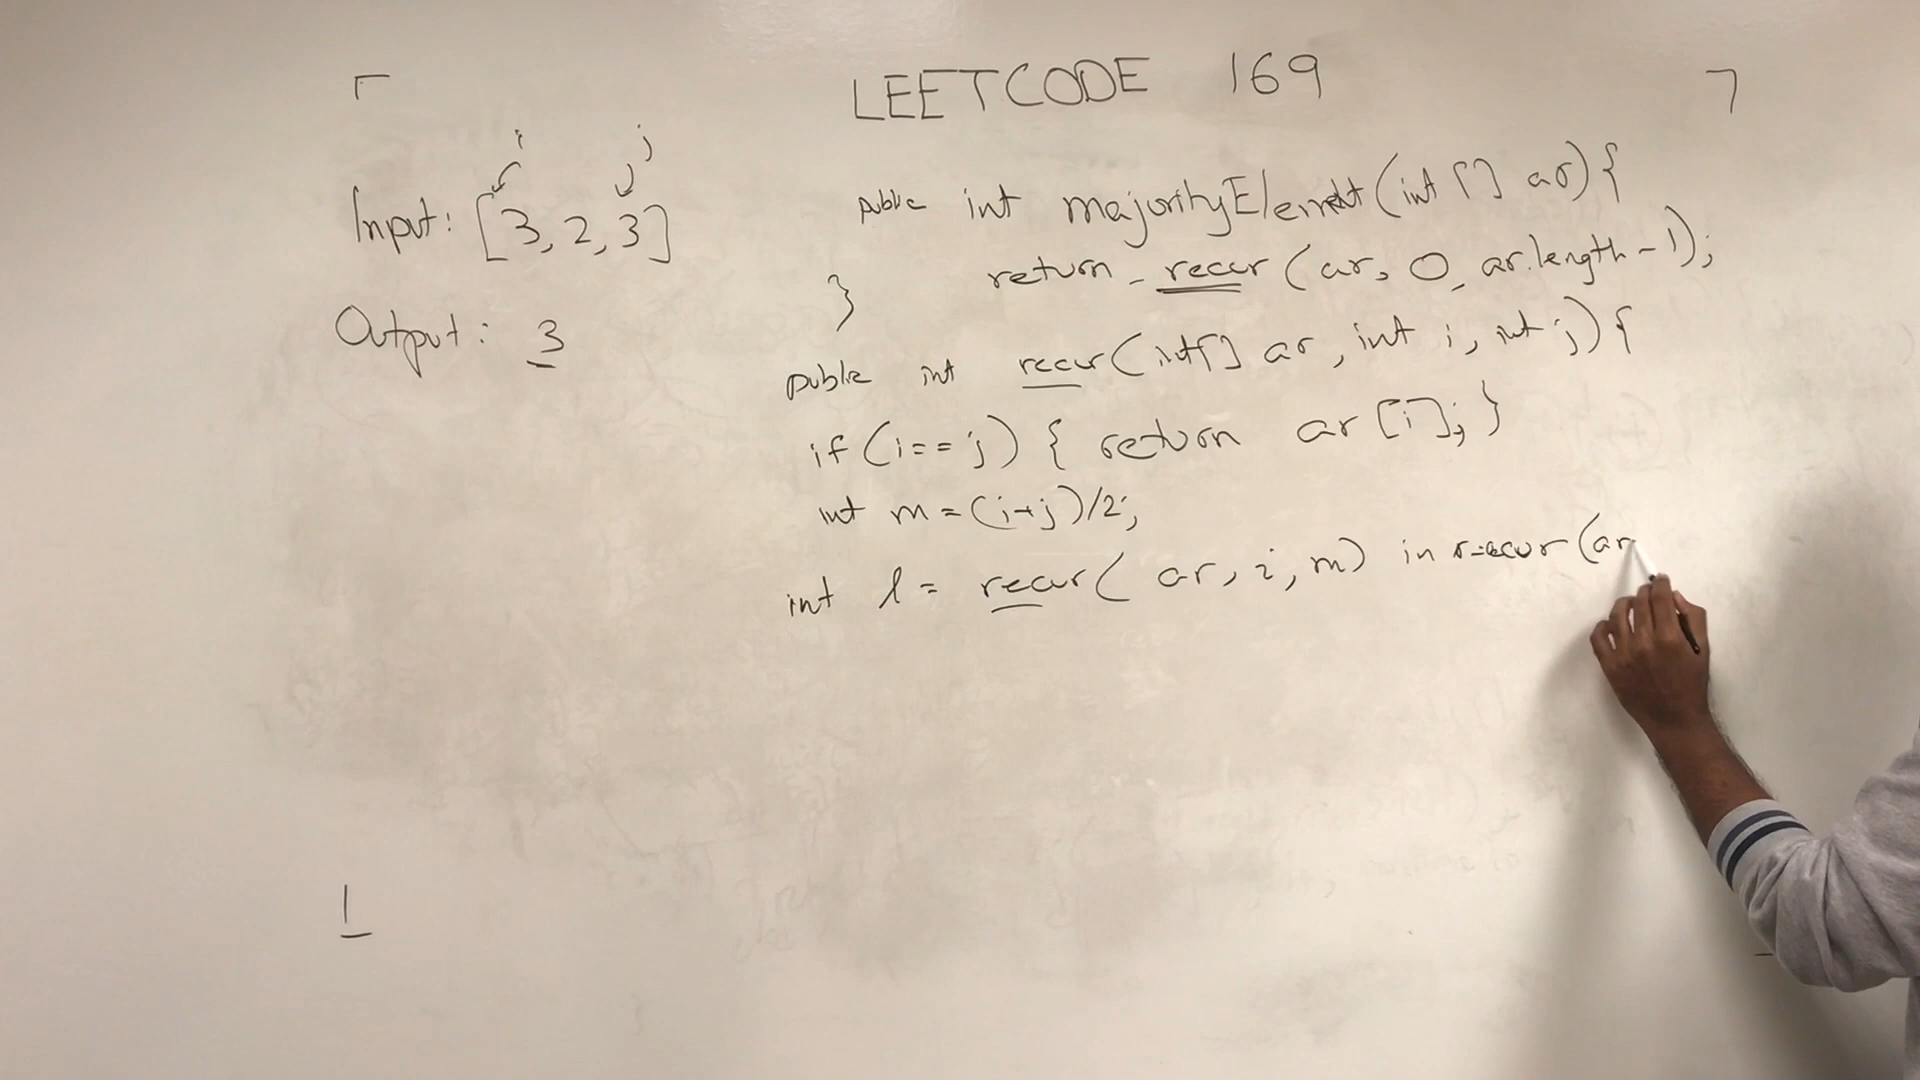 LEETCODE 169
i j
Input: [3, 2, 3]
Output: 3
public int majorityElement(int [] ar){
return recur (ar, 0, ar.length-1);
}
public int recur(int[] ar, int i, int j){
if(i==j) { return ar[i]; }
int m=(i+j)/2;
int l= recur( ar, i, m) in r=recur(ar